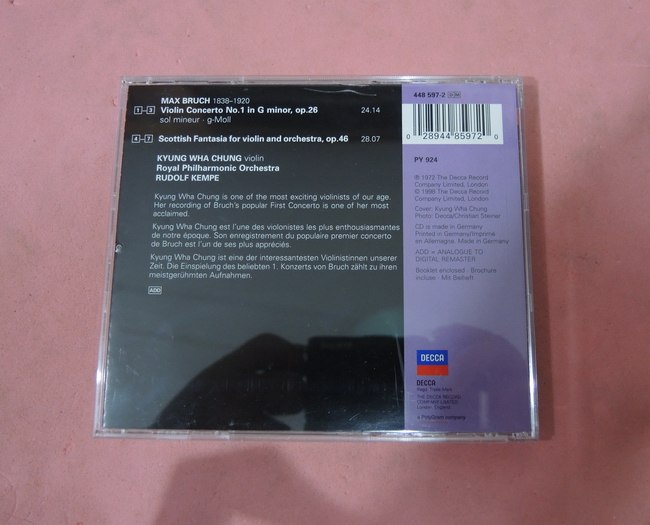 MAX BRUCH 1838–1920
1–3 Violin Concerto No.1 in G minor, op.26 24.14
sol mineur · g-Moll
4–7 Scottish Fantasia for violin and orchestra, op.46 28.07
KYUNG WHA CHUNG violin
Royal Philharmonic Orchestra
RUDOLF KEMPE
Kyung Wha Chung is one of the most exciting violinists of our age.
Her recording of Bruch's popular First Concerto is one of her most
acclaimed.
Kyung Wha Chung est l'une des violonistes les plus enthousiasmantes
de notre époque. Son enregistrement du populaire premier concerto
de Bruch est l'un de ses plus appréciés.
Kyung Wha Chung ist eine der interessantesten Violinistinnen unserer
Zeit. Die Einspielung des beliebten 1. Konzerts von Bruch zählt zu ihren
meistgerühmten Aufnahmen.
ADD
448 597-2
0 28944 85972 0
PY 924
℗ 1972 The Decca Record
Company Limited, London
© 1998 The Decca Record
Company Limited, London
Cover: Kyung Wha Chung
Photo: Decca/Christian Steiner
CD is made in Germany
Printed in Germany/Imprimé
en Allemagne. Made in Germany
ADD = ANALOGUE TO
DIGITAL REMASTER
Booklet enclosed · Brochure
incluse · Mit Beiheft
DECCA
DECCA
Regd. Trade Mark
THE DECCA RECORD
COMPANY LIMITED
London, England
a PolyGram company